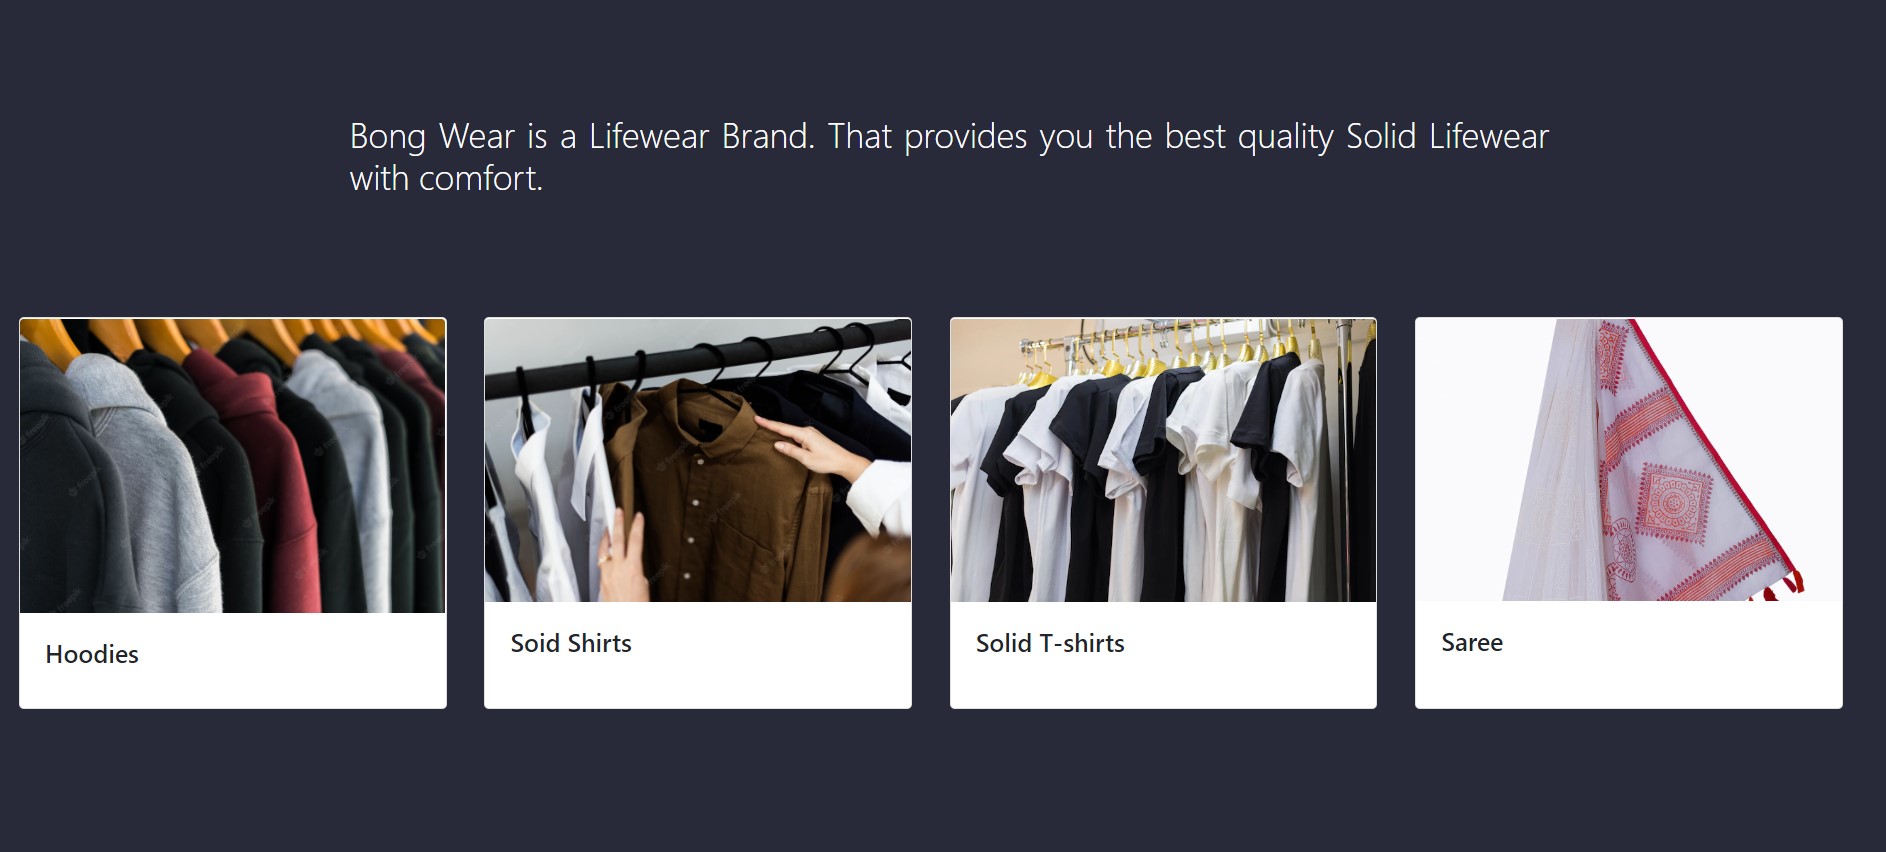 Bong Wear is a Lifewear Brand. That provides you the best quality Solid Lifewear
with comfort.
Hoodies
Soid Shirts
Solid T-shirts
Saree